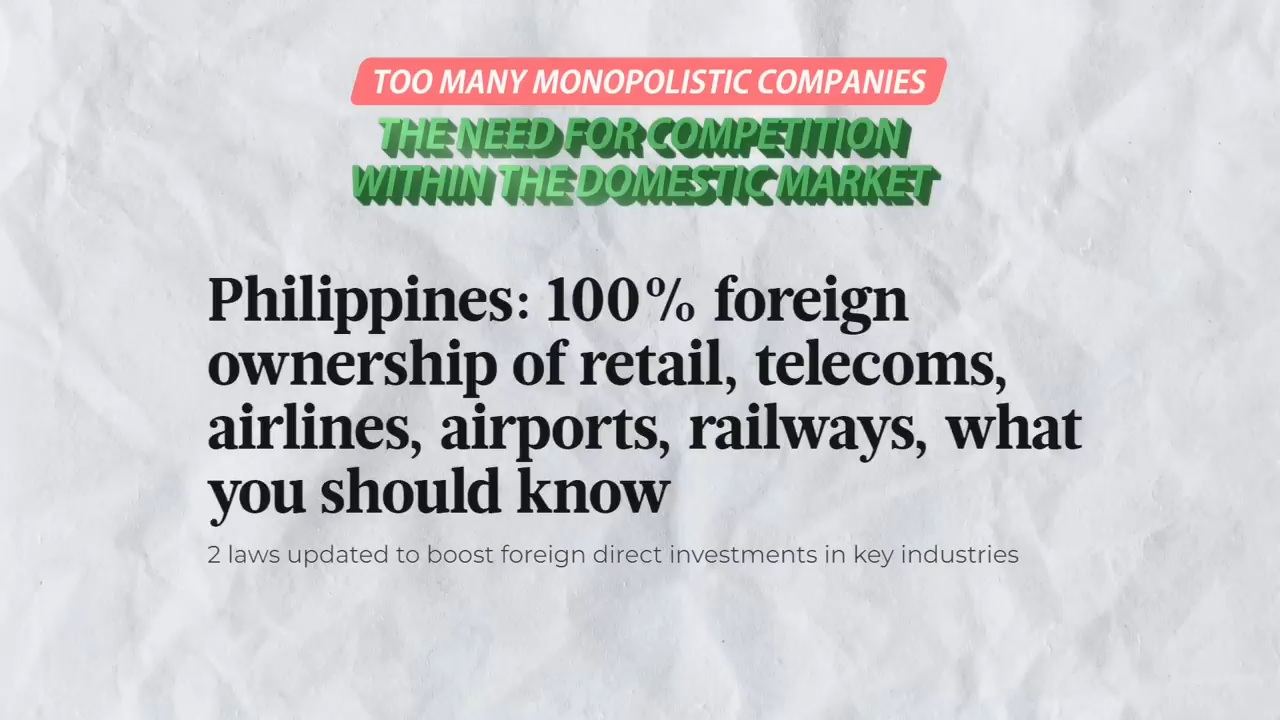 TOO MANY MONOPOLISTIC COMPANIES
THE NEED FOR COMPETITION
WITHIN THE DOMESTIC MARKET
Philippines: 100% foreign
ownership of retail, telecoms,
airlines, airports, railways, what
you should know
2 laws updated to boost foreign direct investments in key industries